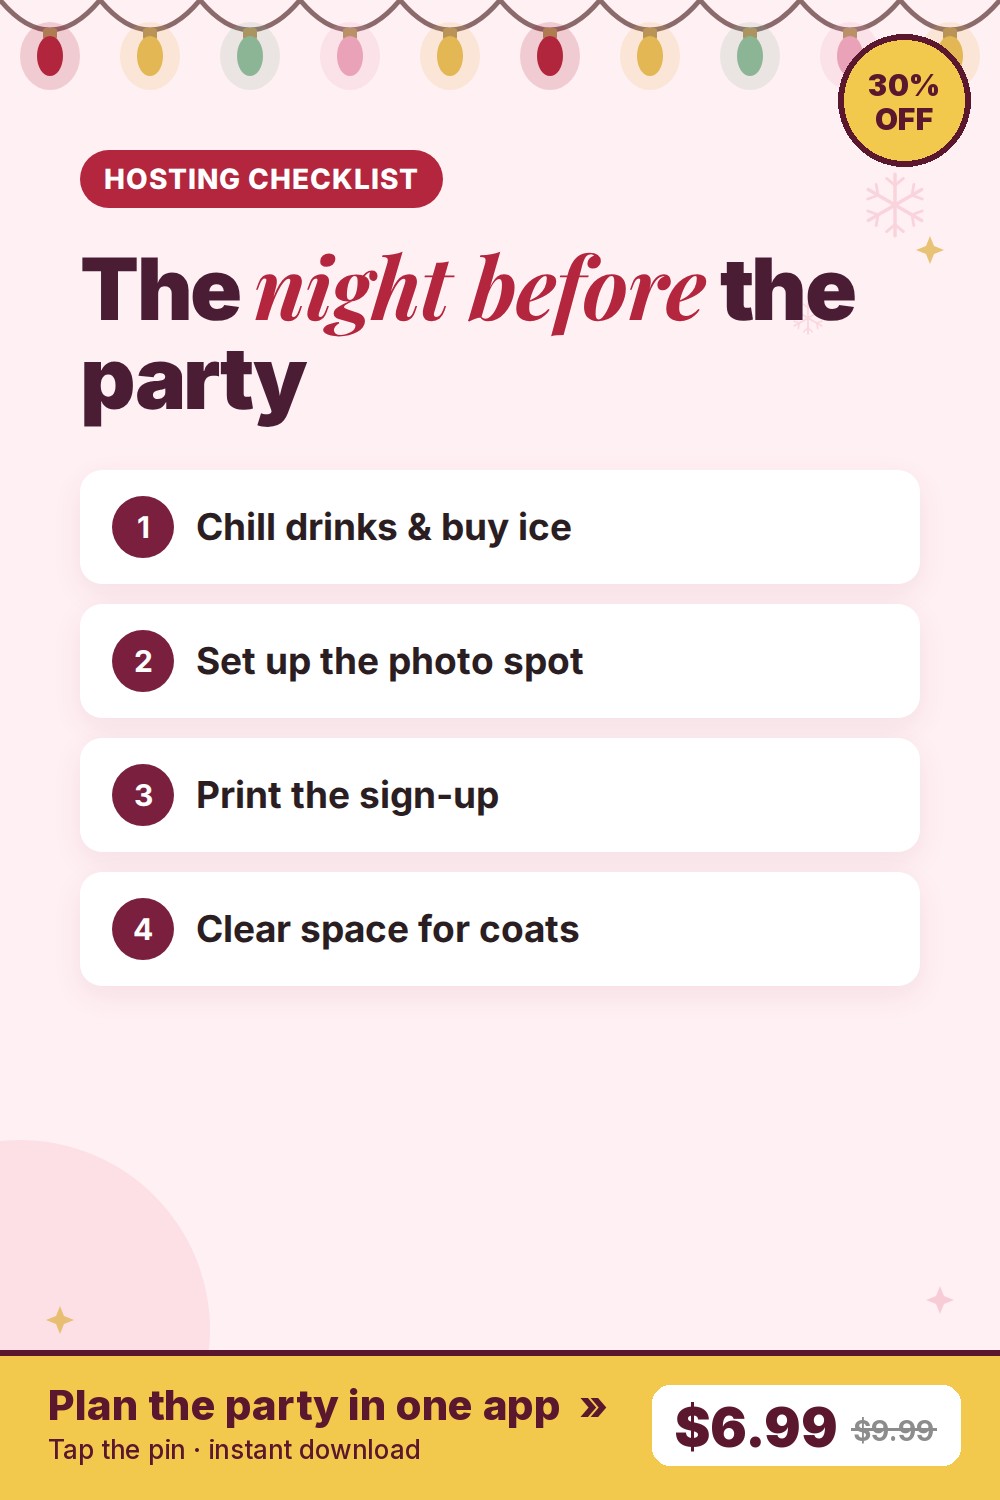 30%
OFF
HOSTING CHECKLIST
The night before the
party
1 Chill drinks & buy ice
2 Set up the photo spot
3 Print the sign-up
4 Clear space for coats
Plan the party in one app »
Tap the pin · instant download
$6.99 $9.99